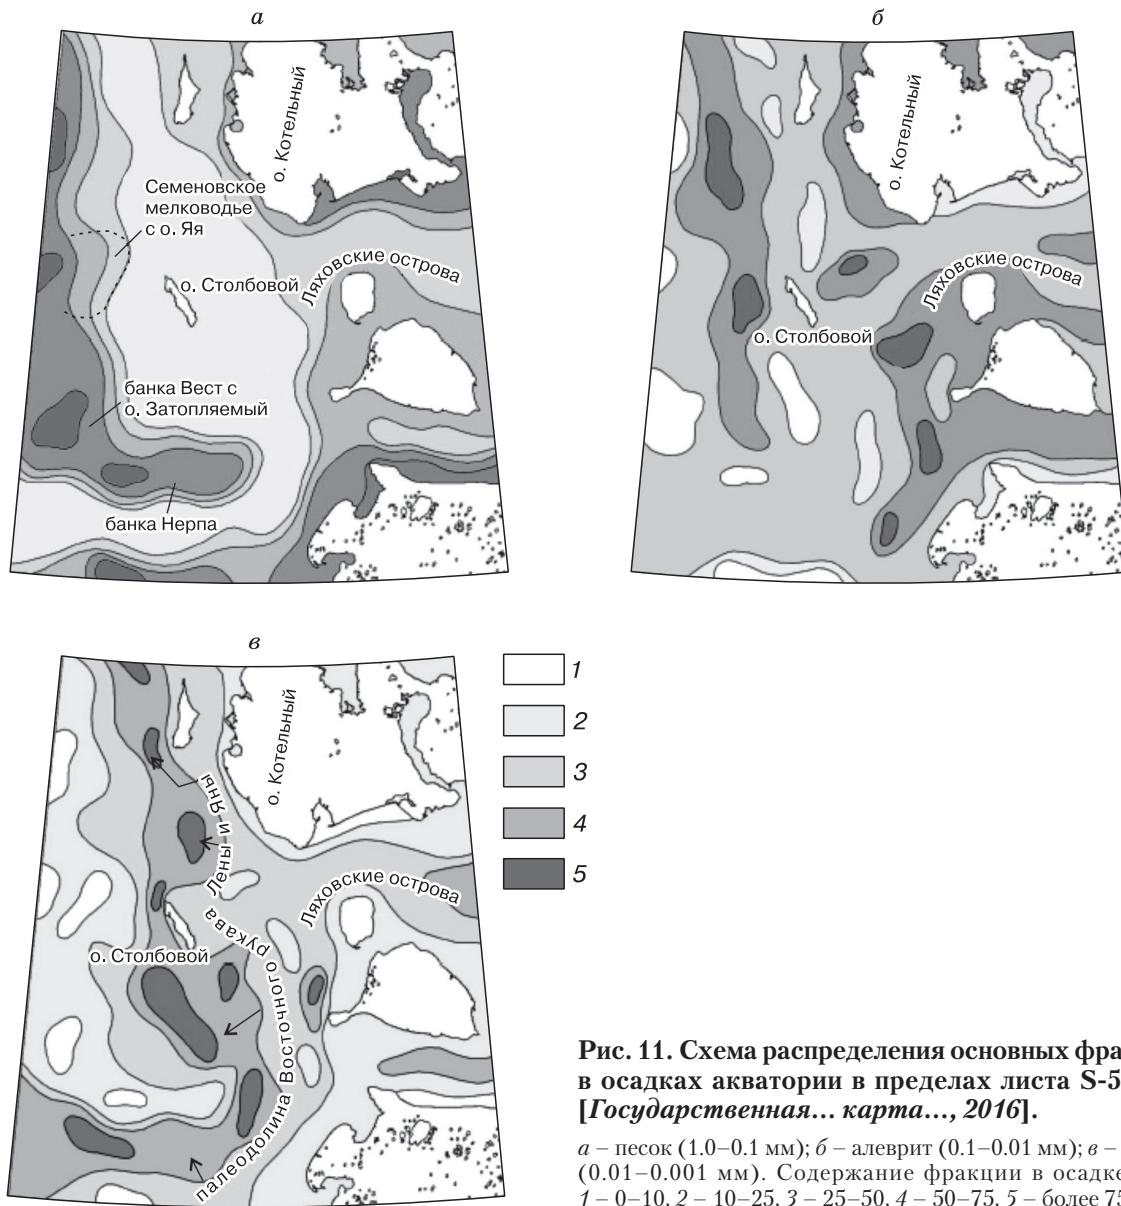 а
о. Котельный
Семеновское
мелководье
с о. Яя
о. Столбовой
Ляховские острова
банка Вест с
о. Затопляемый
банка Нерпа
б
о. Котельный
Ляховские острова
о. Столбовой
в
о. Котельный
Ляховские острова
о. Столбовой
палеодолина Восточного рукава Лены и Яны
1
2
3
4
5
Рис. 11. Схема распределения основных фра
в осадках акватории в пределах листа S-5
[Государственная... карта..., 2016].
а – песок (1.0–0.1 мм); б – алеврит (0.1–0.01 мм); в –
(0.01–0.001 мм). Содержание фракции в осадке
1 – 0–10, 2 – 10–25, 3 – 25–50, 4 – 50–75, 5 – более 75